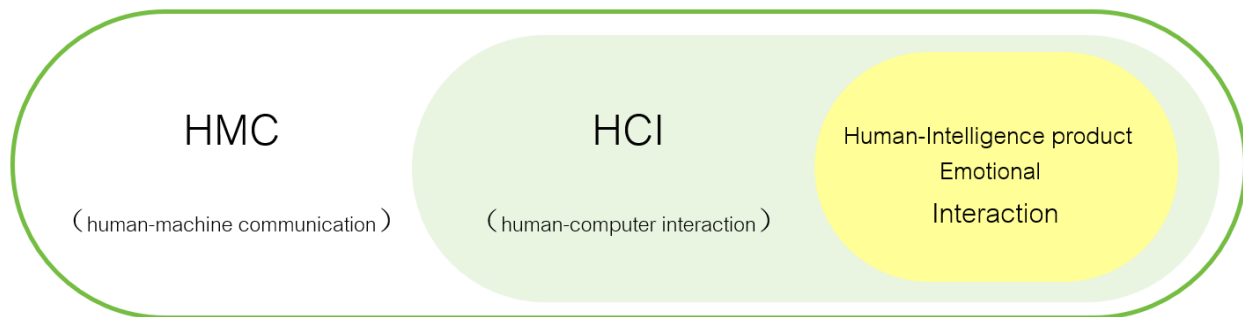 HMC
（human-machine communication）
HCI
（human-computer interaction）
Human-Intelligence product
Emotional
Interaction